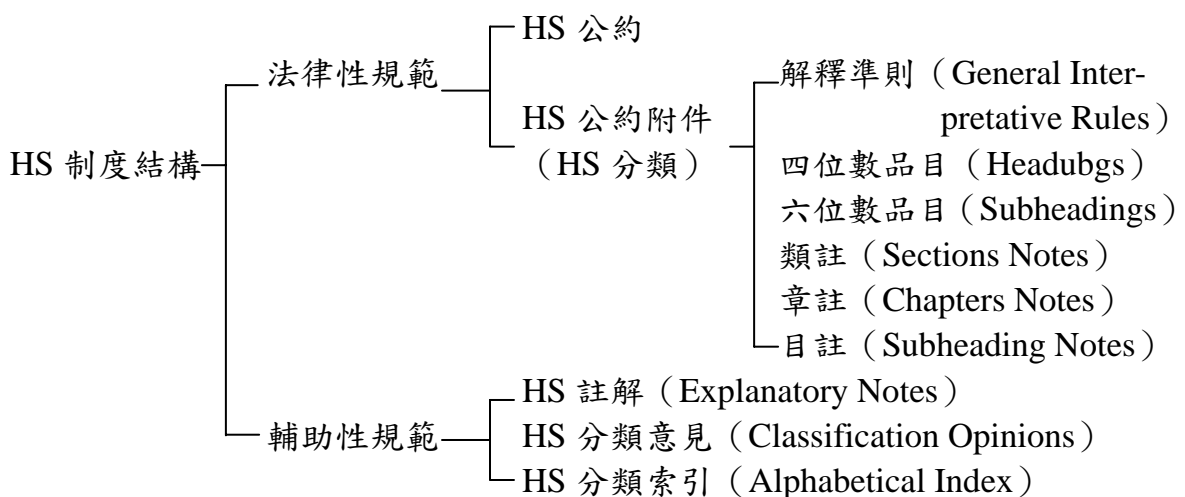 HS 公約
法律性規範
解釋準則（General Inter-
pretative Rules）
HS 公約附件
（HS 分類）
HS 制度結構
四位數品目（Headubgs）
六位數品目（Subheadings）
類註（Sections Notes）
章註（Chapters Notes）
目註（Subheading Notes）
HS 註解（Explanatory Notes）
輔助性規範
HS 分類意見（Classification Opinions）
HS 分類索引（Alphabetical Index）